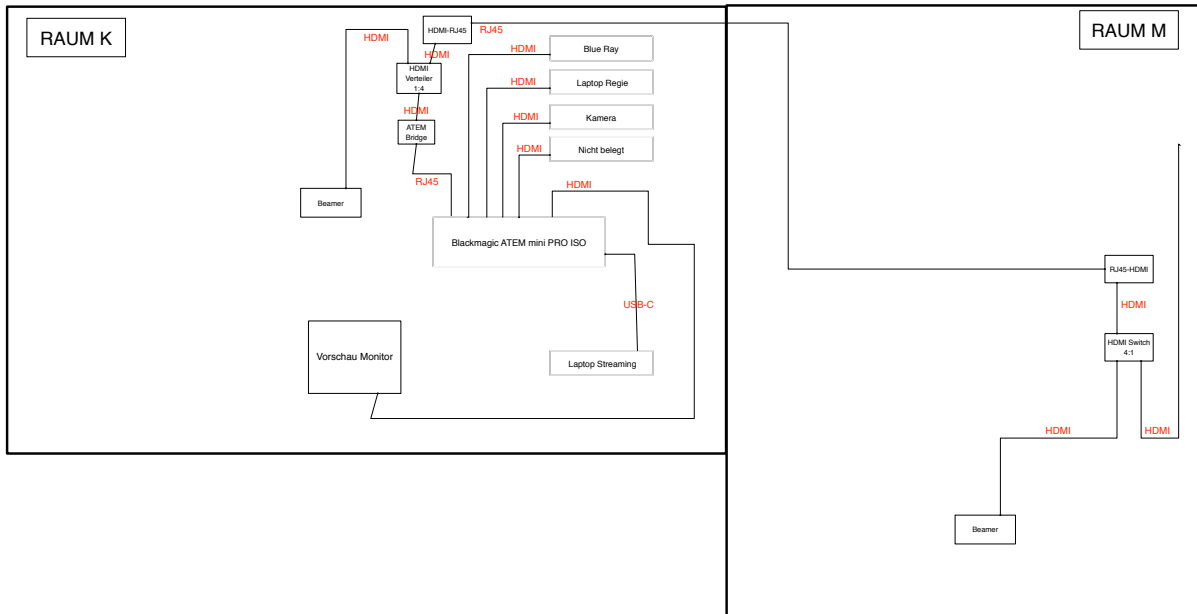 RAUM K
HDMI-RJ45
RJ45
RAUM M
HDMI
HDMI
HDMI
Blue Ray
HDMI
Verteiler
1:4
HDMI
Laptop Regie
HDMI
HDMI
Kamera
ATEM
Bridge
HDMI
Nicht belegt
RJ45
HDMI
Beamer
Blackmagic ATEM mini PRO ISO
RJ45-HDMI
USB-C
HDMI
Vorschau Monitor
Laptop Streaming
HDMI Switch
4:1
HDMI
HDMI
Beamer